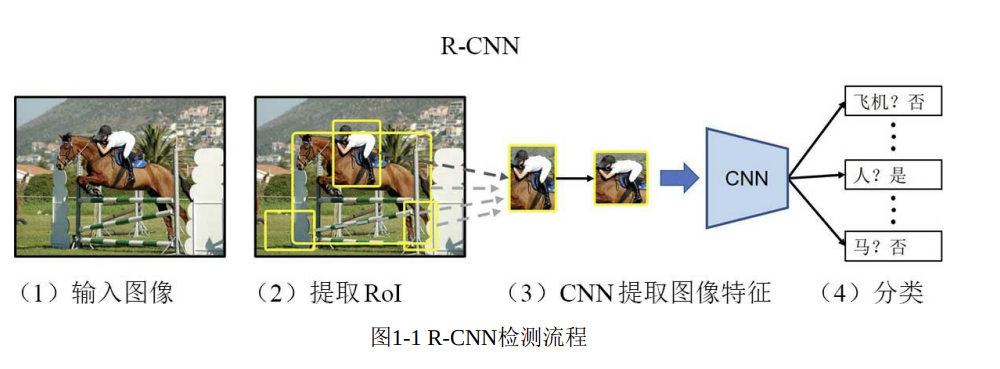 R-CNN
飞机？否
CNN
人？是
马？否
（1）输入图像
（2）提取RoI
（3）CNN提取图像特征
（4）分类
图1-1 R-CNN检测流程